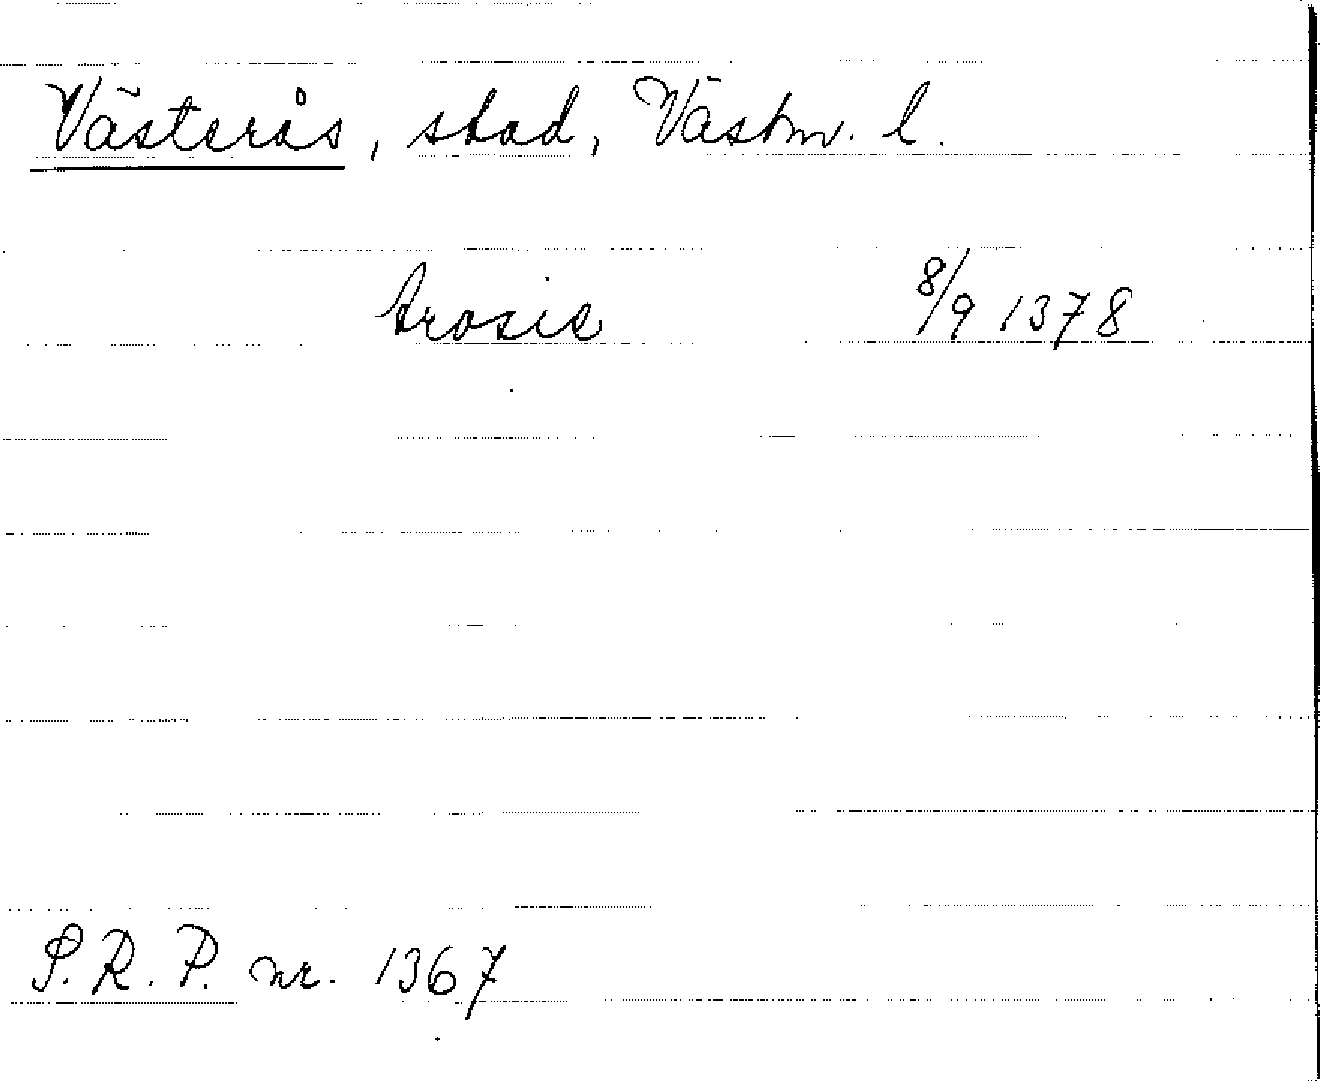 Västerås, stad, Västm. l.
Arosie 8/9 1378
S.R.P. nr. 1367